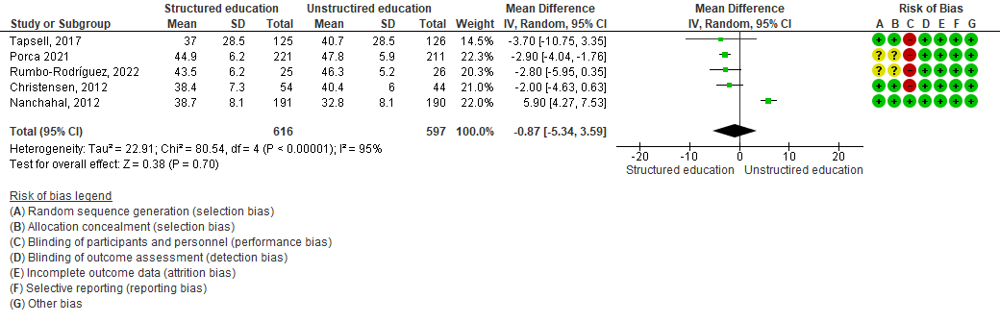 Structured education Unstructired education Mean Difference Mean Difference Risk of Bias
Study or Subgroup Mean SD Total Mean SD Total Weight IV, Random, 95% CI IV, Random, 95% CI A B C D E F G
Tapsell, 2017 37 28.5 125 40.7 28.5 126 14.5% -3.70 [-10.75, 3.35] + + - + + + +
Porca 2021 44.9 6.2 221 47.8 5.9 211 22.3% -2.90 [-4.04, -1.76] ? ? - + + + +
Rumbo-Rodríguez, 2022 43.5 6.2 25 46.3 5.2 26 20.3% -2.80 [-5.95, 0.35] ? ? - + + + +
Christensen, 2012 38.4 7.3 54 40.4 6 44 21.0% -2.00 [-4.63, 0.63] + + - + + + +
Nanchahal, 2012 38.7 8.1 191 32.8 8.1 190 22.0% 5.90 [4.27, 7.53] + + + + + + +
Total (95% CI) 616 597 100.0% -0.87 [-5.34, 3.59]
Heterogeneity: Tau² = 22.91; Chi² = 80.54, df = 4 (P < 0.00001); I² = 95%
Test for overall effect: Z = 0.38 (P = 0.70)
-20 -10 0 10 20
Structured education Unstructired education
Risk of bias legend
(A) Random sequence generation (selection bias)
(B) Allocation concealment (selection bias)
(C) Blinding of participants and personnel (performance bias)
(D) Blinding of outcome assessment (detection bias)
(E) Incomplete outcome data (attrition bias)
(F) Selective reporting (reporting bias)
(G) Other bias